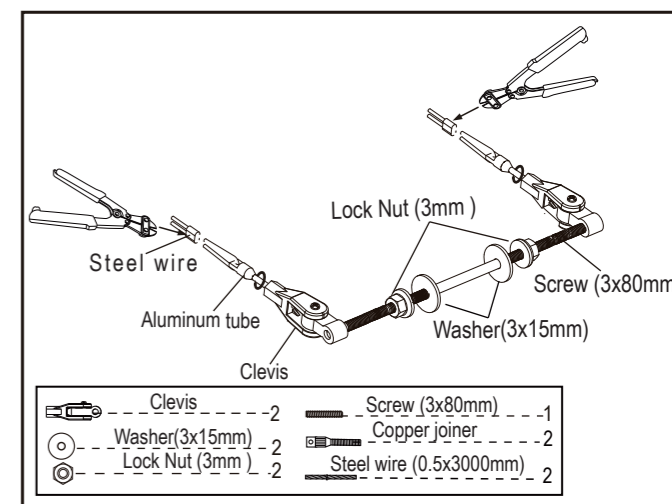 Lock Nut (3mm )
Steel wire
Screw (3x80mm
Aluminum tube
Washer(3x15mm)
Clevis
Clevis 2
Screw (3x80mm) 1
Copper joiner 2
Washer(3x15mm) 2
Lock Nut (3mm ) 2
Steel wire (0.5x3000mm) 2